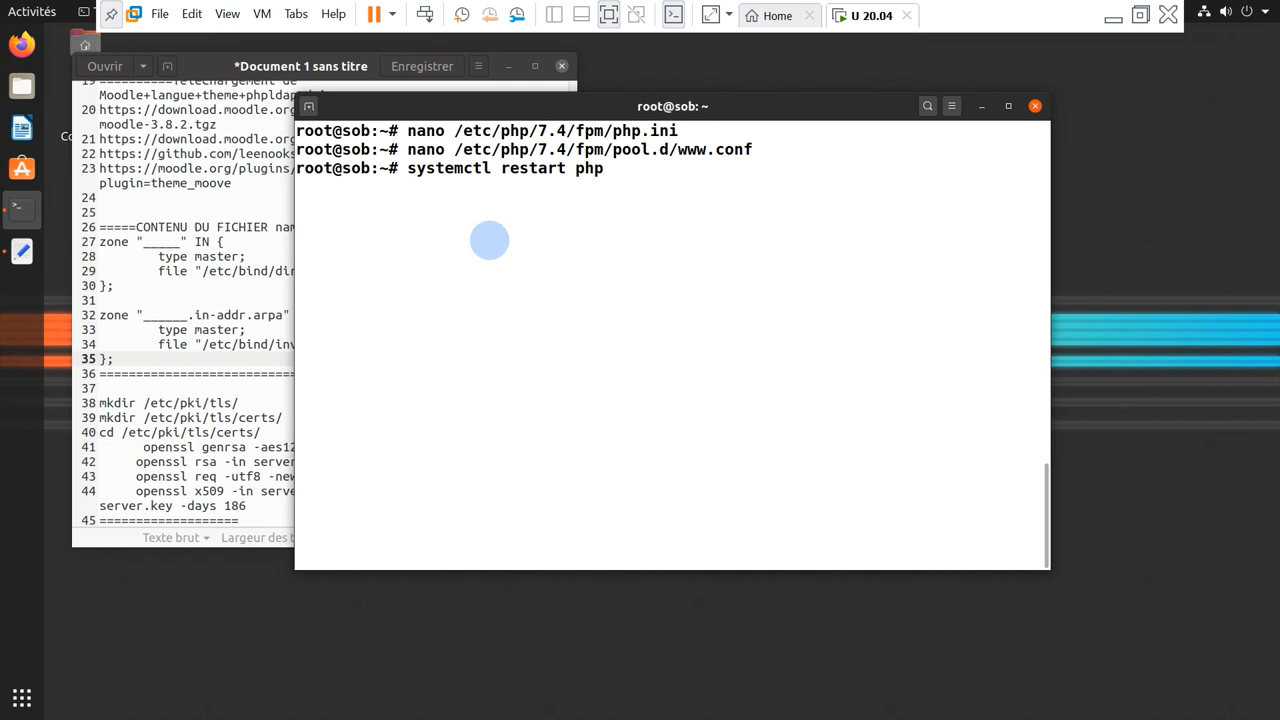 Activités
File Edit View VM Tabs Help
Home
U 20.04
Ouvrir
*Document 1 sans titre
Enregistrer
Moodle+langue+theme+
20 https://download.moodle.org
moodle-3.8.2.tgz
21 https://download.moodle.org
22 https://github.com/leenooks
23 https://moodle.org/plugins/
plugin=theme_moove
24
25
26 =====CONTENU DU FICHIER
27 zone "_____" IN {
28 type master;
29 file "/etc/bind/
30 };
31
32 zone "______.in-addr.arpa"
33 type master;
34 file "/etc/bind/
35 };
36 ===========================
37
38 mkdir /etc/pki/tls/
39 mkdir /etc/pki/tls/certs/
40 cd /etc/pki/tls/certs/
41 openssl genrsa
42 openssl rsa -in
43 openssl req -utf8 -new
44 openssl x509 -in
server.key -days 186
45 ===================
Texte brut
Largeur des
root@sob: ~
root@sob:~# nano /etc/php/7.4/fpm/php.ini
root@sob:~# nano /etc/php/7.4/fpm/pool.d/www.conf
root@sob:~# systemctl restart php